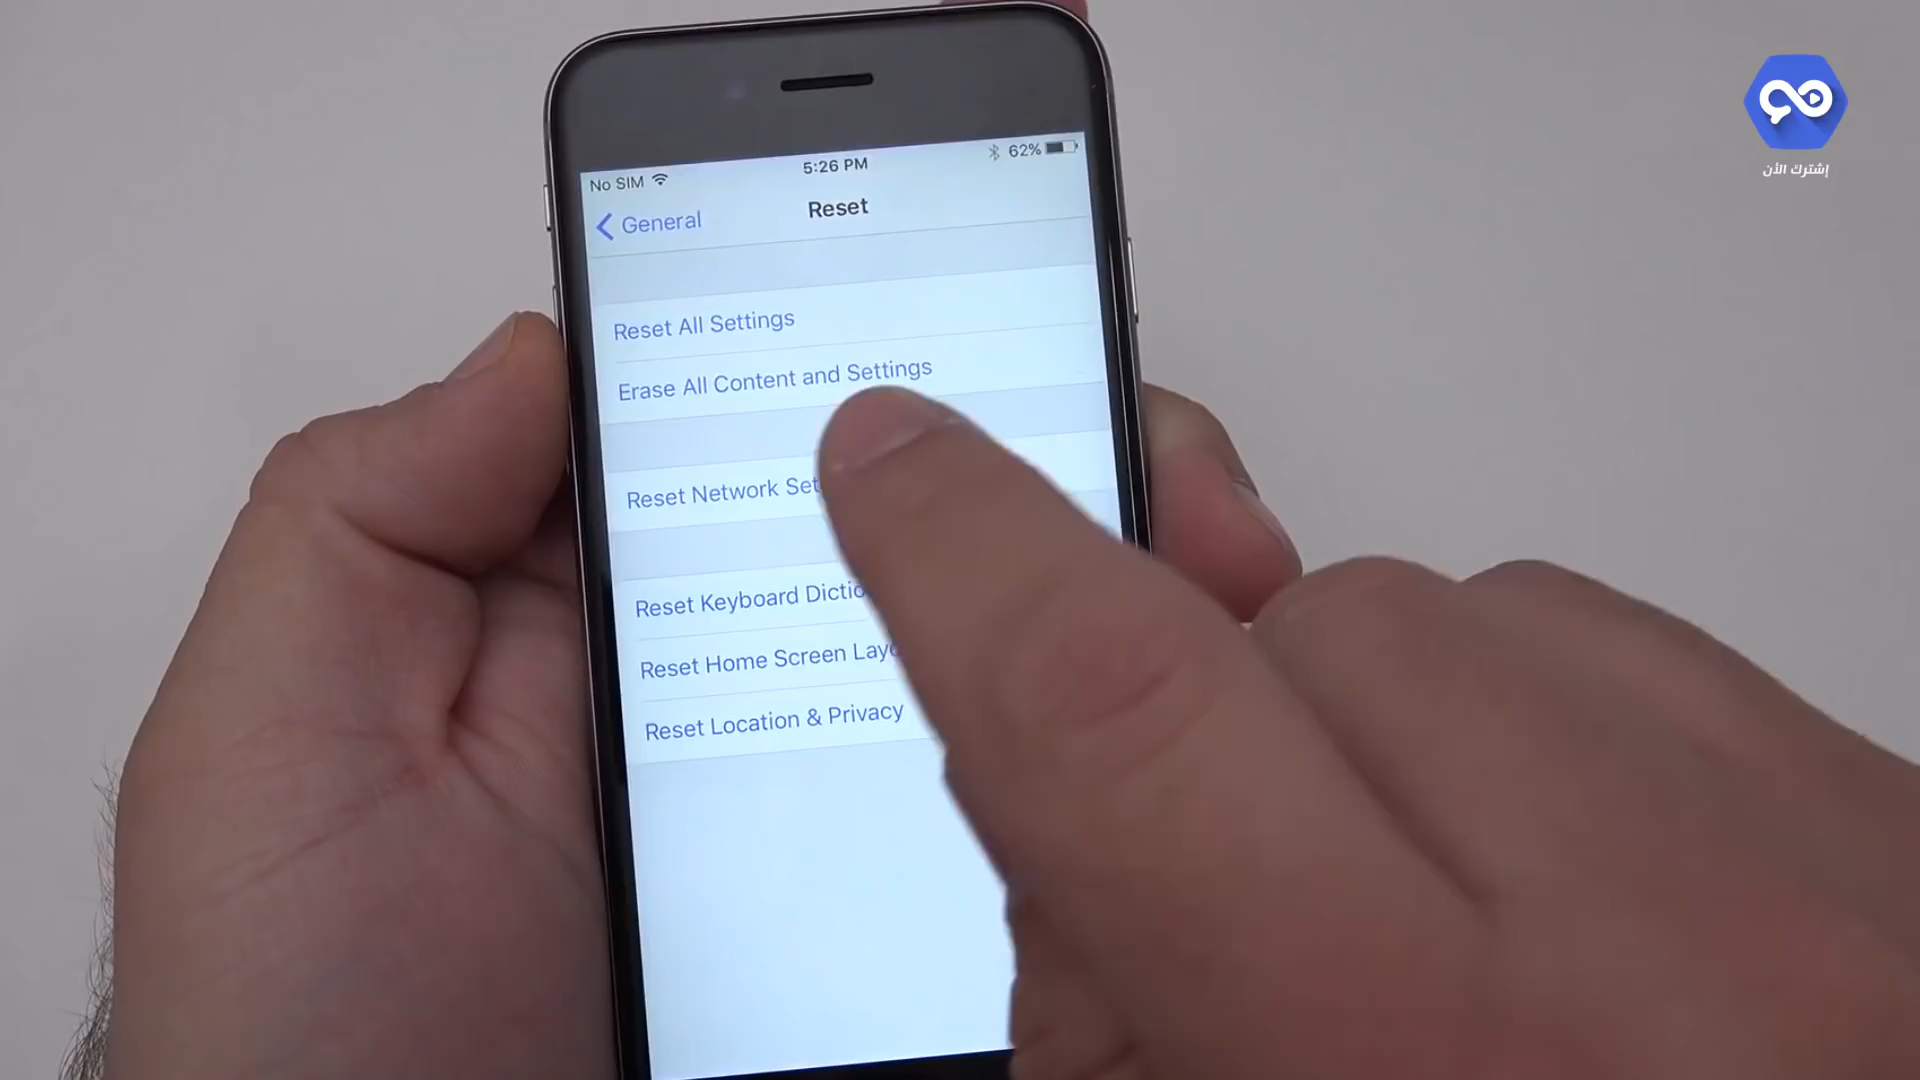 No SIM 5:26 PM 62%
General Reset
Reset All Settings
Erase All Content and Settings
Reset Network Set
Reset Keyboard Dictio
Reset Home Screen Layo
Reset Location & Privacy
إشترك الأن